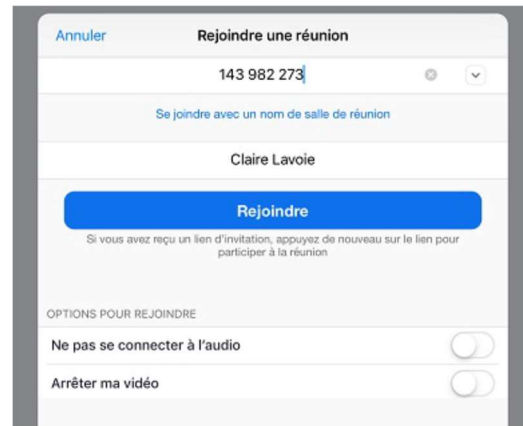 Annuler Rejoindre une réunion
143 982 273
Se joindre avec un nom de salle de réunion
Claire Lavoie
Rejoindre
Si vous avez reçu un lien d'invitation, appuyez de nouveau sur le lien pour
participer à la réunion
OPTIONS POUR REJOINDRE
Ne pas se connecter à l'audio
Arrêter ma vidéo